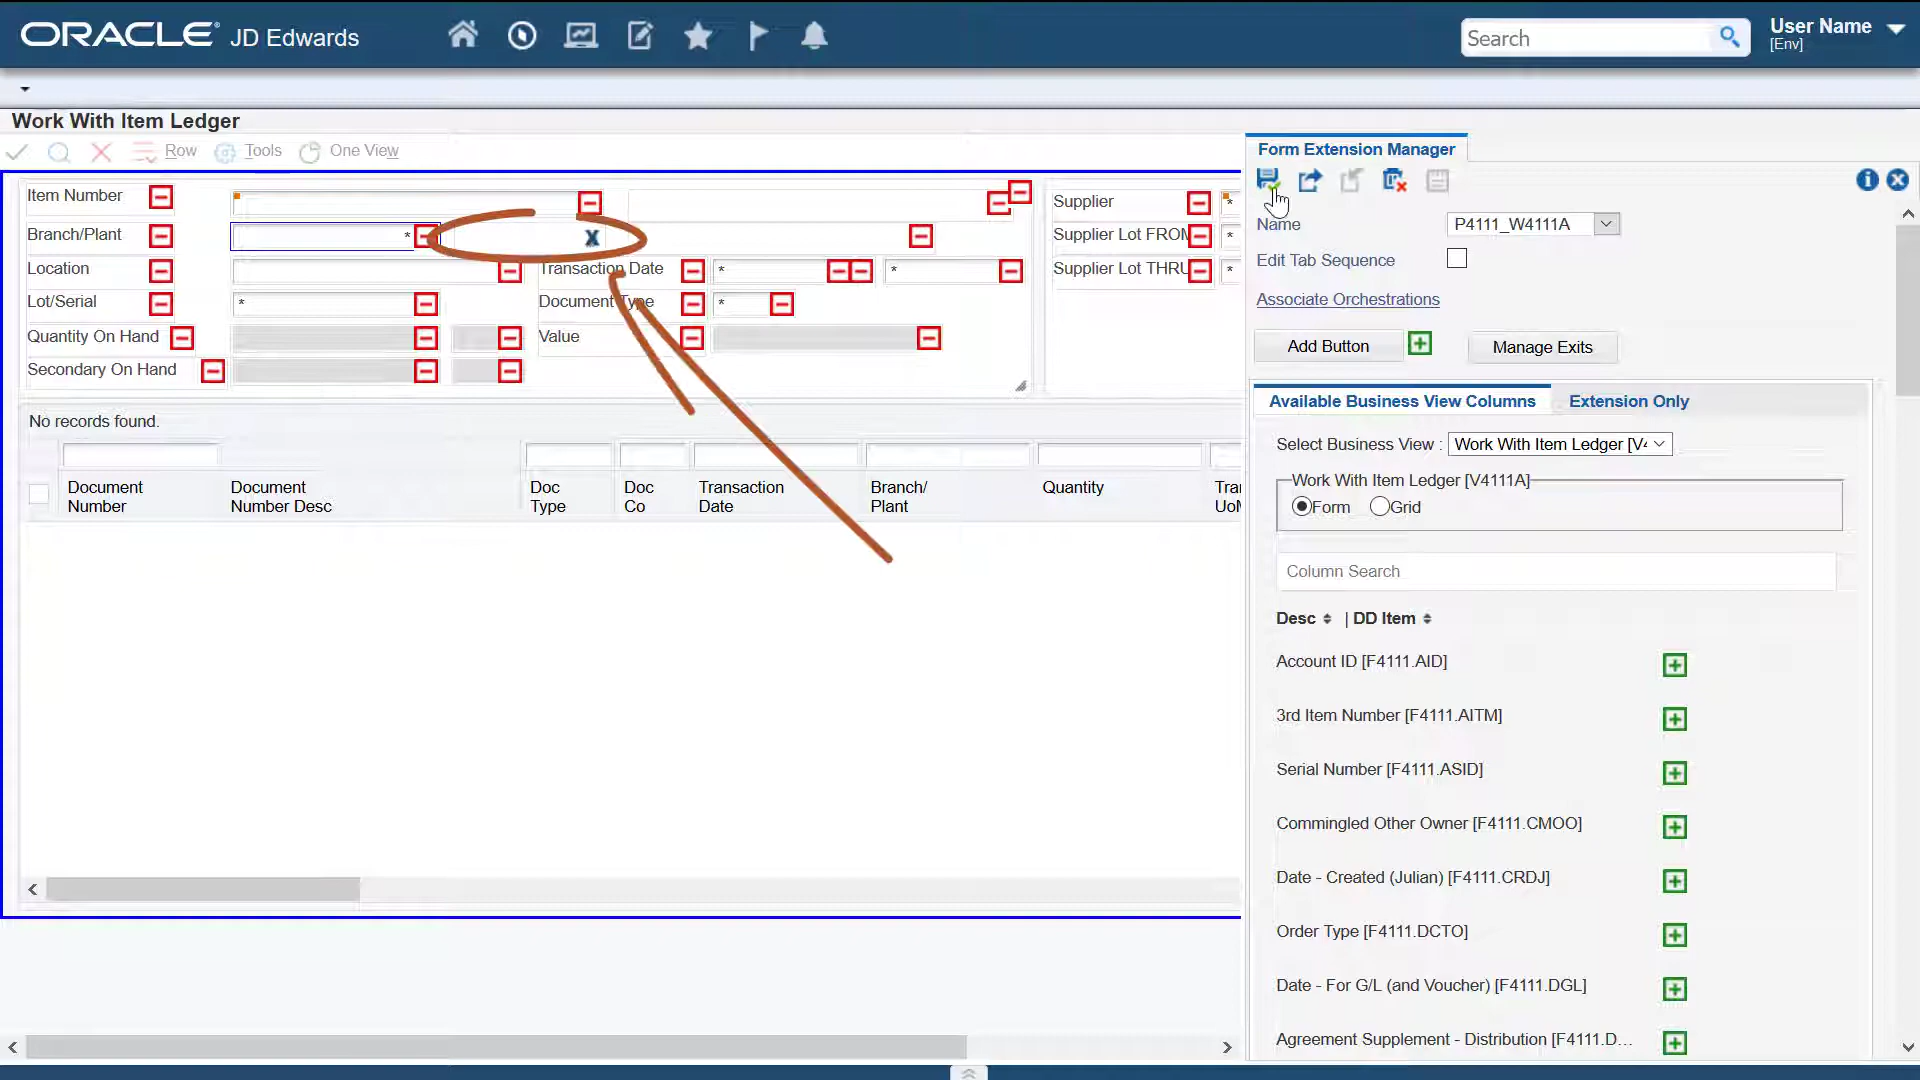 ORACLE JD Edwards
Search
User Name
[Env]
Work With Item Ledger
Row
Tools
One View
Item Number
Branch/Plant
*
X
Location
Transaction Date
*
*
Lot/Serial
*
Document Type
*
Quantity On Hand
Value
Secondary On Hand
Supplier
*
Supplier Lot FROM
*
Supplier Lot THRU
*
No records found.
Document Number
Document Number Desc
Doc Type
Doc Co
Transaction Date
Branch/ Plant
Quantity
Tra
UoM
Form Extension Manager
Name
P4111_W4111A
Edit Tab Sequence
Associate Orchestrations
Add Button
Manage Exits
Available Business View Columns
Extension Only
Select Business View :
Work With Item Ledger [V4
Work With Item Ledger [V4111A]
Form
Grid
Column Search
Desc | DD Item
Account ID [F4111.AID]
3rd Item Number [F4111.AITM]
Serial Number [F4111.ASID]
Commingled Other Owner [F4111.CMOO]
Date - Created (Julian) [F4111.CRDJ]
Order Type [F4111.DCTO]
Date - For G/L (and Voucher) [F4111.DGL]
Agreement Supplement - Distribution [F4111.D...